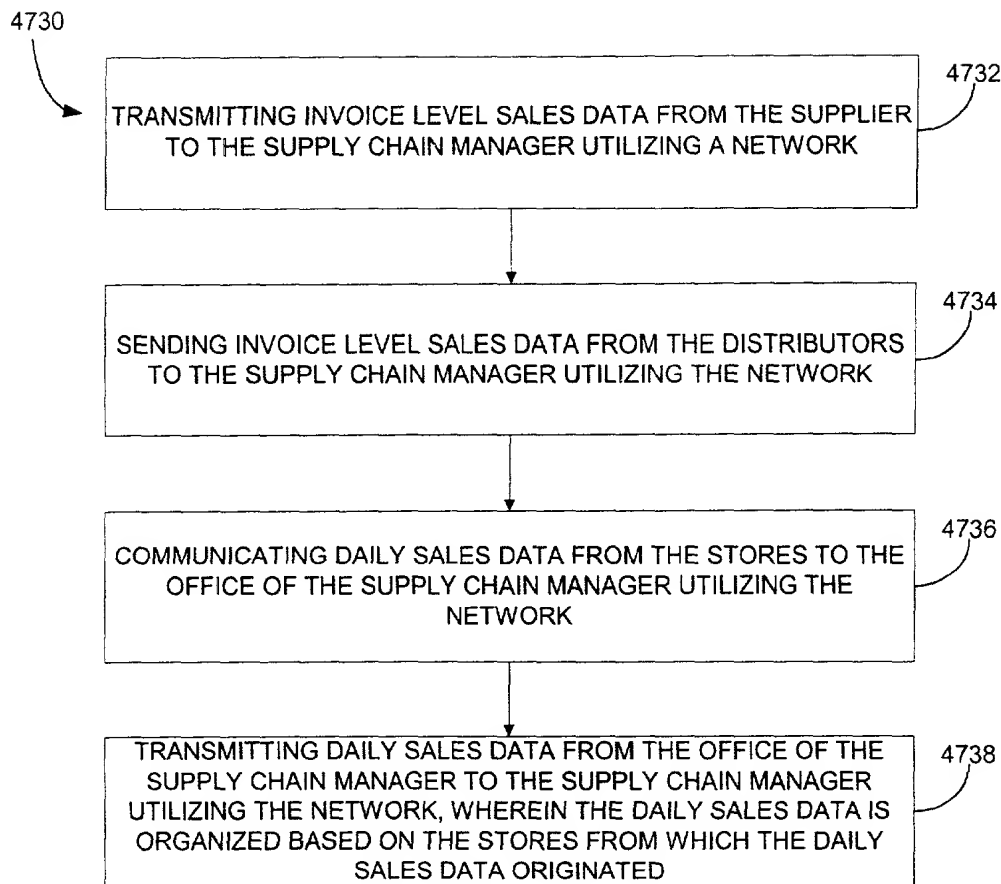 4730
4732
TRANSMITTING INVOICE LEVEL SALES DATA FROM THE SUPPLIER
TO THE SUPPLY CHAIN MANAGER UTILIZING A NETWORK
4734
SENDING INVOICE LEVEL SALES DATA FROM THE DISTRIBUTORS
TO THE SUPPLY CHAIN MANAGER UTILIZING THE NETWORK
4736
COMMUNICATING DAILY SALES DATA FROM THE STORES TO THE
OFFICE OF THE SUPPLY CHAIN MANAGER UTILIZING THE
NETWORK
4738
TRANSMITTING DAILY SALES DATA FROM THE OFFICE OF THE
SUPPLY CHAIN MANAGER TO THE SUPPLY CHAIN MANAGER
UTILIZING THE NETWORK, WHEREIN THE DAILY SALES DATA IS
ORGANIZED BASED ON THE STORES FROM WHICH THE DAILY
SALES DATA ORIGINATED